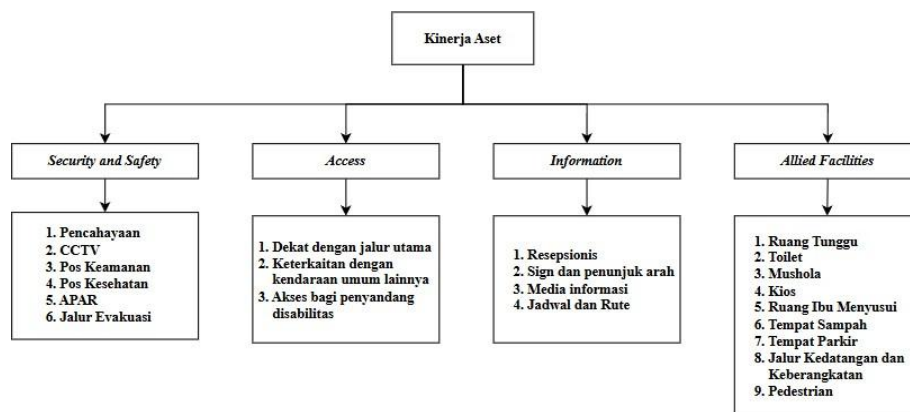 Kinerja Aset
Security and Safety
Access
Information
Allied Facilities
1. Pencahayaan
2. CCTV
3. Pos Keamanan
4. Pos Kesehatan
5. APAR
6. Jalur Evakuasi
1. Dekat dengan jalur utama
2. Keterkaitan dengan
kendaraan umum lainnya
3. Akses bagi penyandang
disabilitas
1. Resepsionis
2. Sign dan penunjuk arah
3. Media informasi
4. Jadwal dan Rute
1. Ruang Tunggu
2. Toilet
3. Mushola
4. Kios
5. Ruang Ibu Menyusui
6. Tempat Sampah
7. Tempat Parkir
8. Jalur Kedatangan dan
Keberangkatan
9. Pedestrian